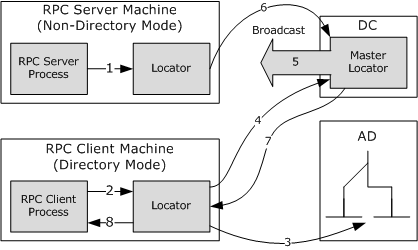 RPC Server Machine
(Non-Directory Mode)
RPC Server
Process
1
Locator
6
Broadcast
5
DC
Master
Locator
4
7
RPC Client Machine
(Directory Mode)
RPC Client
Process
2
8
Locator
3
AD